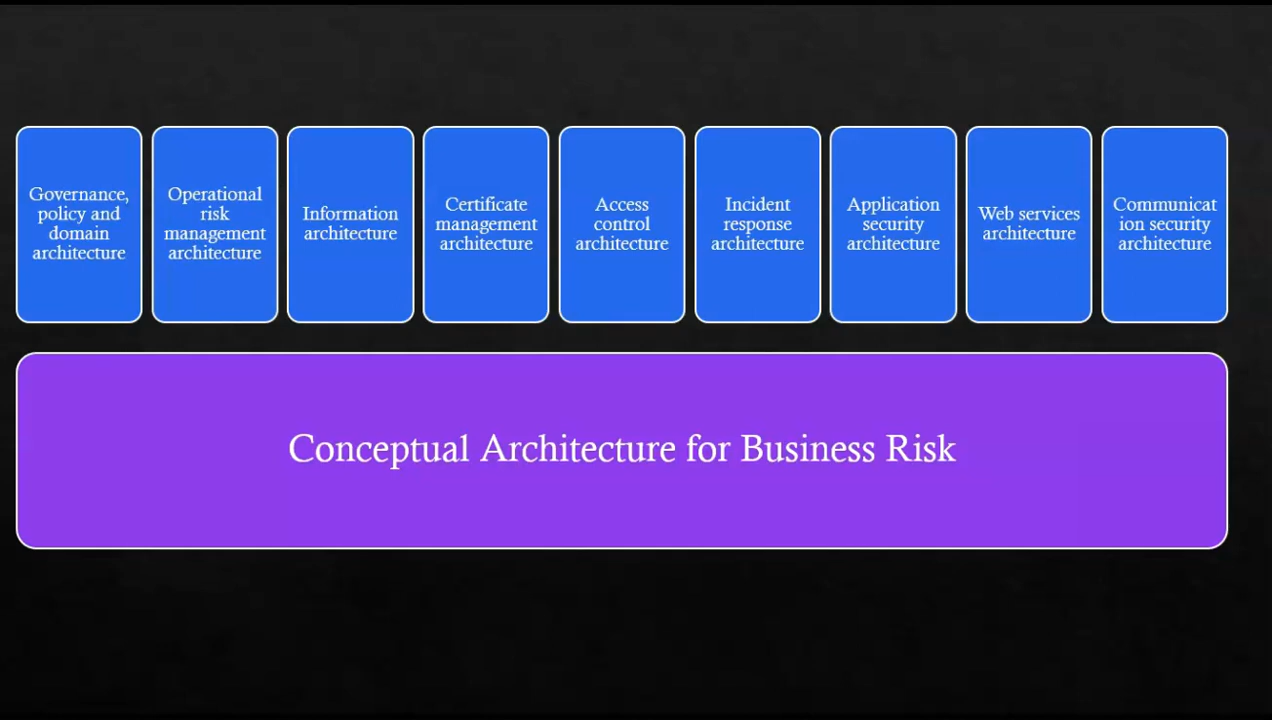 Governance,
policy and
domain
architecture
Operational
risk
management
architecture
Information
architecture
Certificate
management
architecture
Access
control
architecture
Incident
response
architecture
Application
security
architecture
Web services
architecture
Communicat
ion security
architecture
Conceptual Architecture for Business Risk